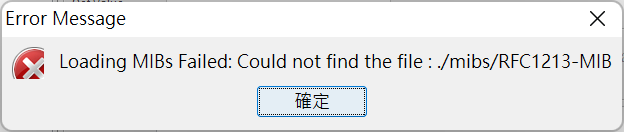 Error Message
Loading MIBs Failed: Could not find the file : ./mibs/RFC1213-MIB
確定